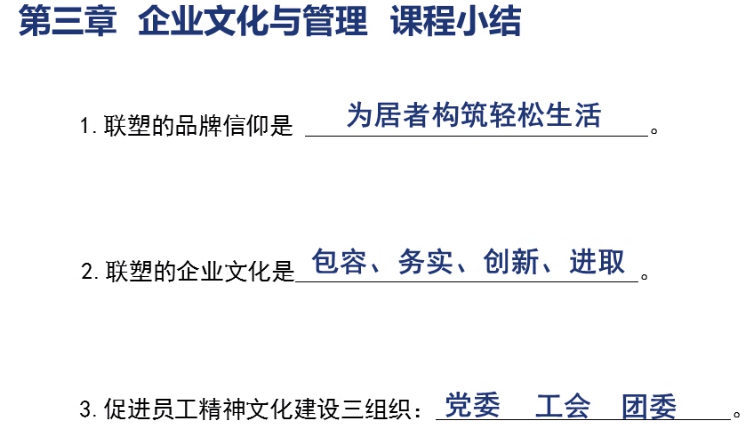 第三章 企业文化与管理 课程小结
1. 联塑的品牌信仰是 为居者构筑轻松生活。
2. 联塑的企业文化是包容、务实、创新、进取。
3. 促进员工精神文化建设三组织：党委 工会 团委。